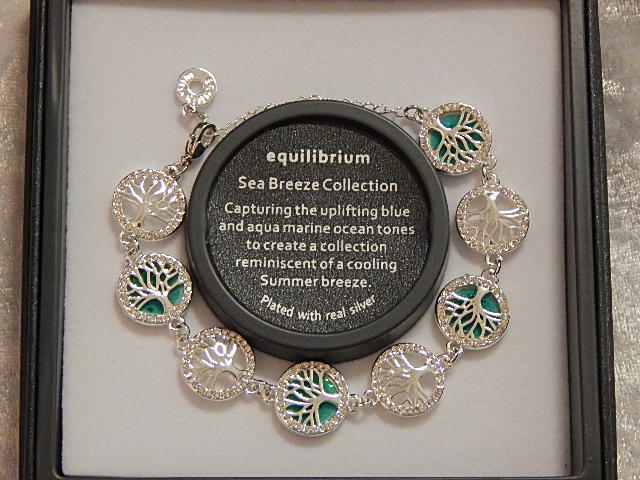 equilibrium
Sea Breeze Collection
Capturing the uplifting blue
and aqua marine ocean tones
to create a collection
reminiscent of a cooling
Summer breeze.
Plated with real silver